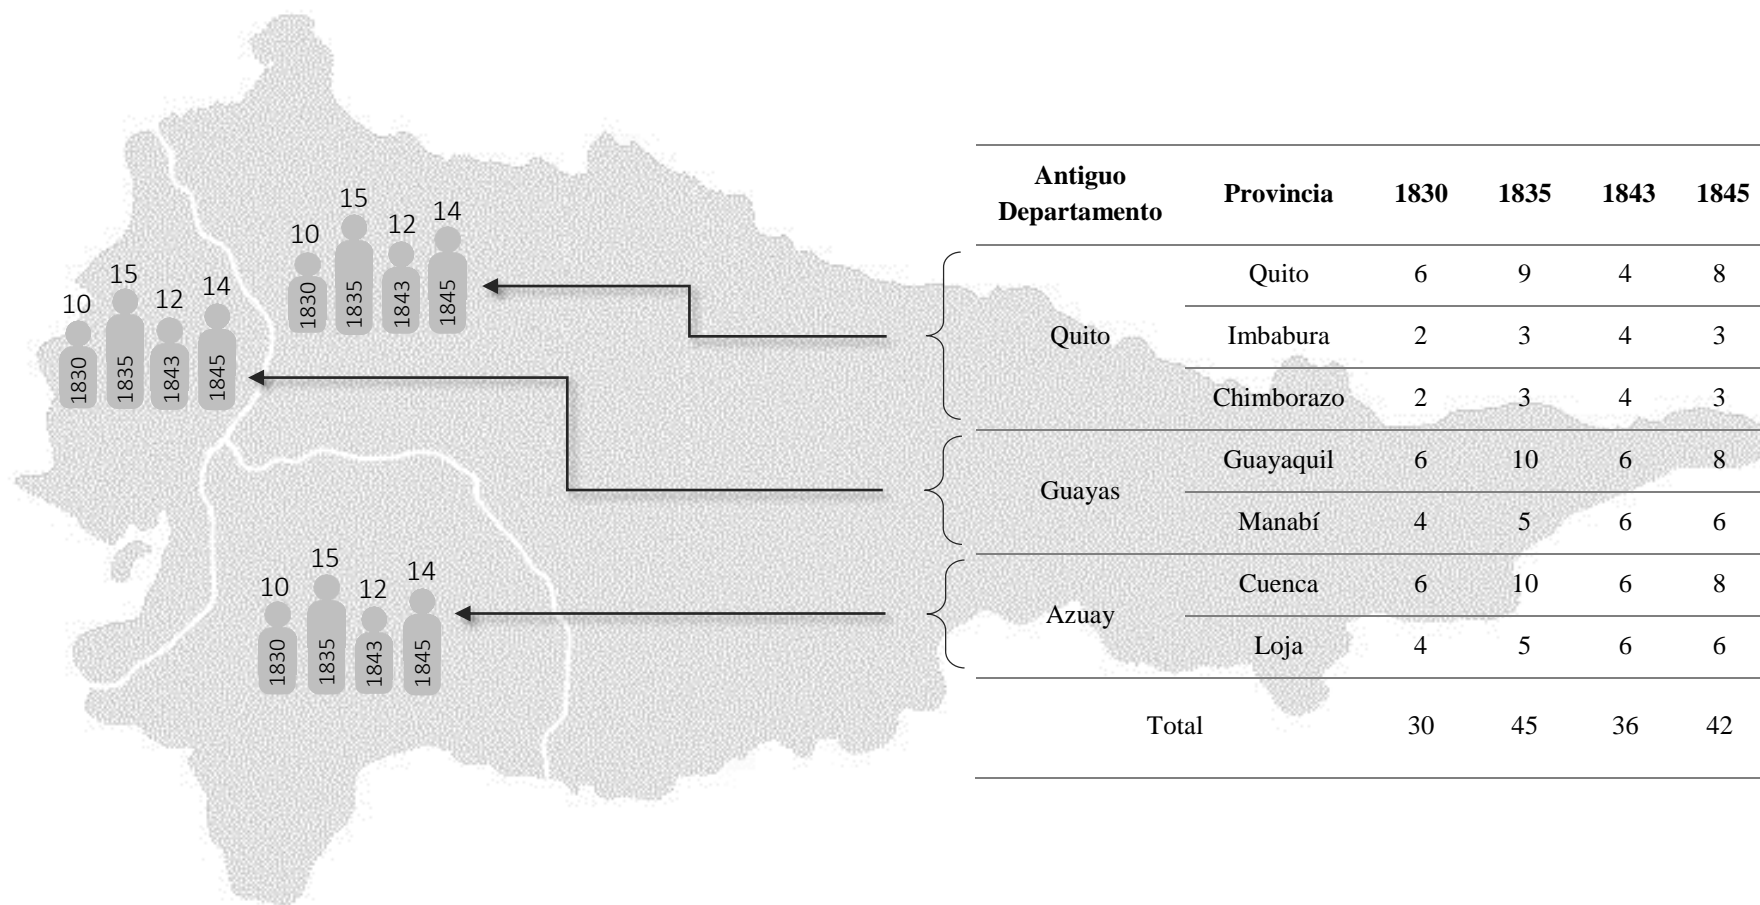 10 15 12 14
1830 1835 1843 1845
10 15 12 14
1830 1835 1843 1845
10 15 12 14
1830 1835 1843 1845
Antiguo Departamento Provincia 1830 1835 1843 1845
Quito
Quito 6 9 4 8
Imbabura 2 3 4 3
Chimborazo 2 3 4 3
Guayas
Guayaquil 6 10 6 8
Manabí 4 5 6 6
Azuay
Cuenca 6 10 6 8
Loja 4 5 6 6
Total 30 45 36 42